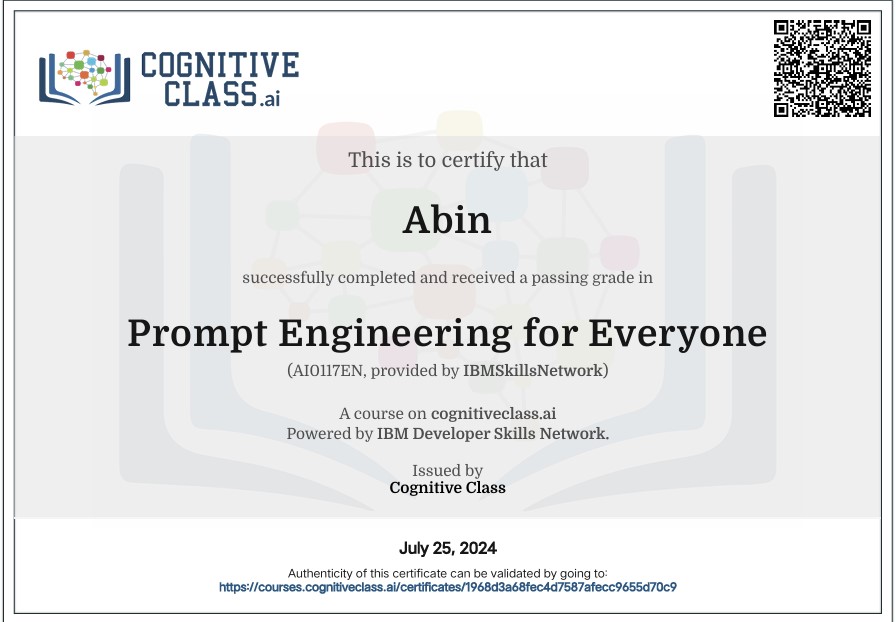 COGNITIVE
CLASS.ai
This is to certify that
Abin
successfully completed and received a passing grade in
Prompt Engineering for Everyone
(AI0117EN, provided by IBMSkillsNetwork)
A course on cognitiveclass.ai
Powered by IBM Developer Skills Network.
Issued by
Cognitive Class
July 25, 2024
Authenticity of this certificate can be validated by going to:
https://courses.cognitiveclass.ai/certificates/1968d3a68fec4d7587afecc9655d70c9